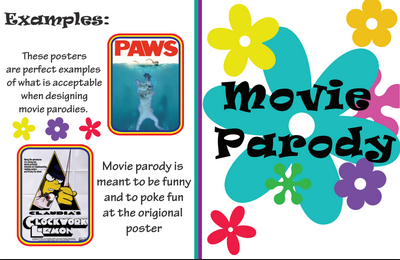 Examples:
These posters
are perfect examples
of what is acceptable
when designing
movie parodies.
PAWS
CLAUDIA'S
CLOCKWORK
LEMON
Movie parody is
meant to be funny
and to poke fun
at the origional
poster
Movie
Parody